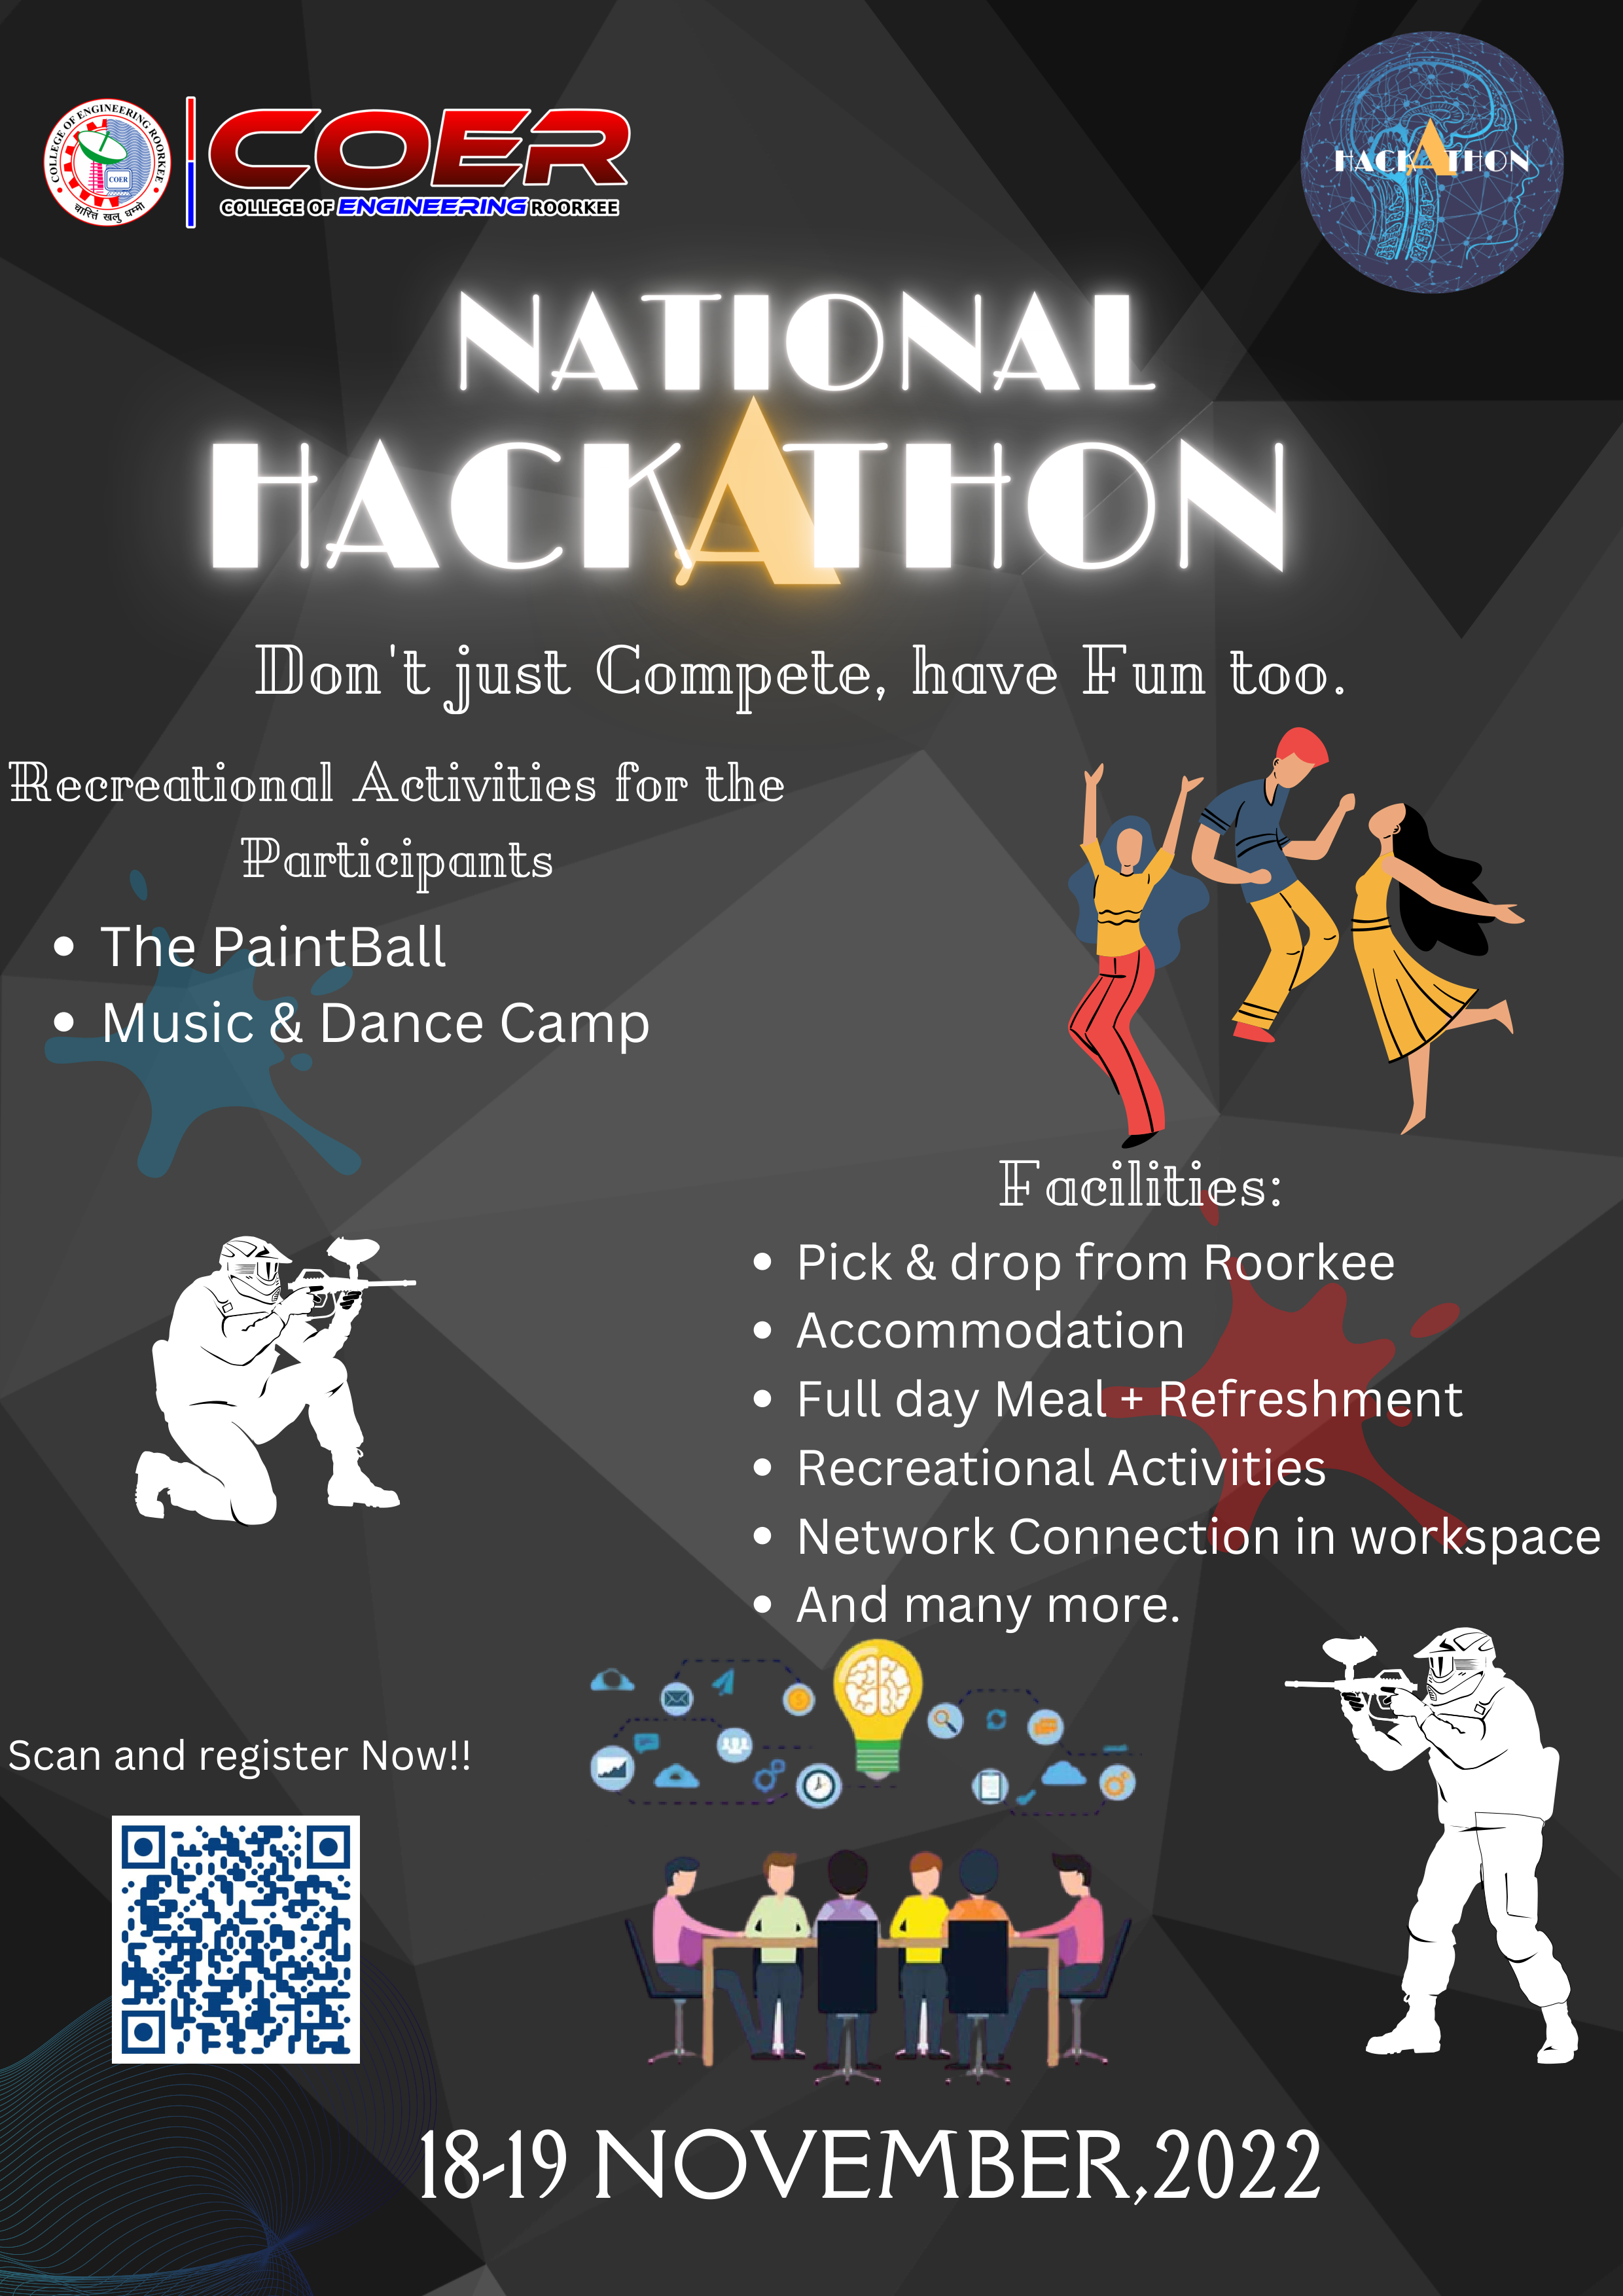 COLLEGE OF ENGINEERING ROORKEE
COER
चारित्तं खलु धम्मो
COER
COLLEGE OF ENGINEERING ROORKEE
HACKATHON
NATIONAL
HACKATHON
Don't just Compete, have Fun too.
Recreational Activities for the
Participants
• The PaintBall
• Music & Dance Camp
Facilities:
• Pick & drop from Roorkee
• Accommodation
• Full day Meal + Refreshment
• Recreational Activities
• Network Connection in workspace
• And many more.
Scan and register Now!!
18-19 NOVEMBER,2022